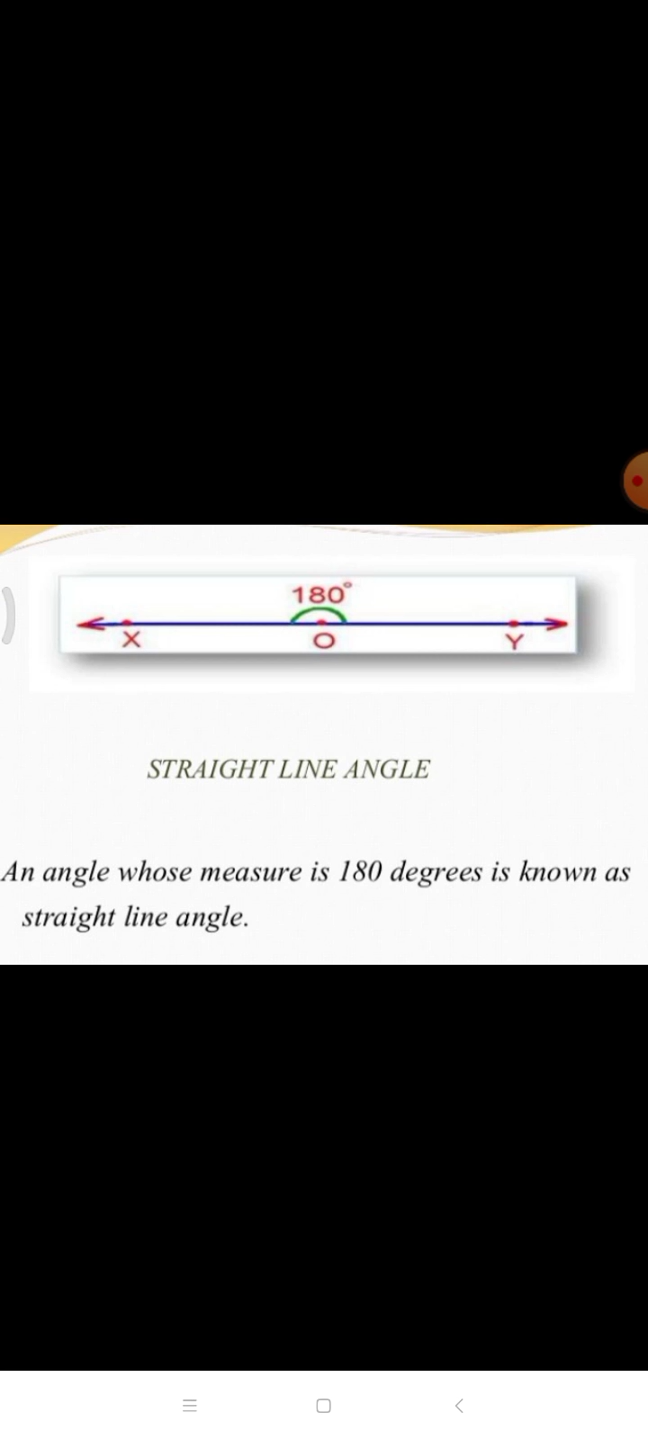 180°
X O Y
STRAIGHT LINE ANGLE
An angle whose measure is 180 degrees is known as
straight line angle.